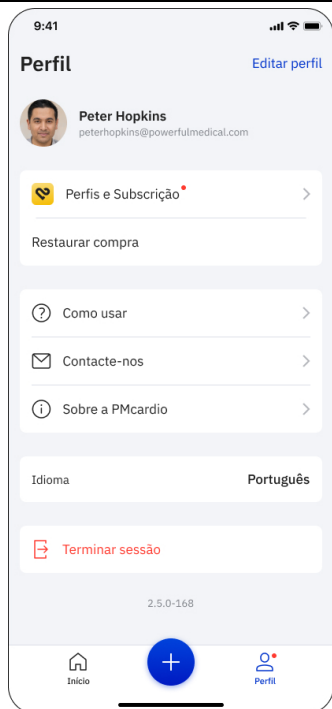 9:41
Perfil
Editar perfil
Peter Hopkins
peterhopkins@powerfulmedical.com
Perfis e Subscrição
Restaurar compra
Como usar
Contacte-nos
Sobre a PMcardio
Idioma
Português
Terminar sessão
2.5.0-168
Início
Perfil